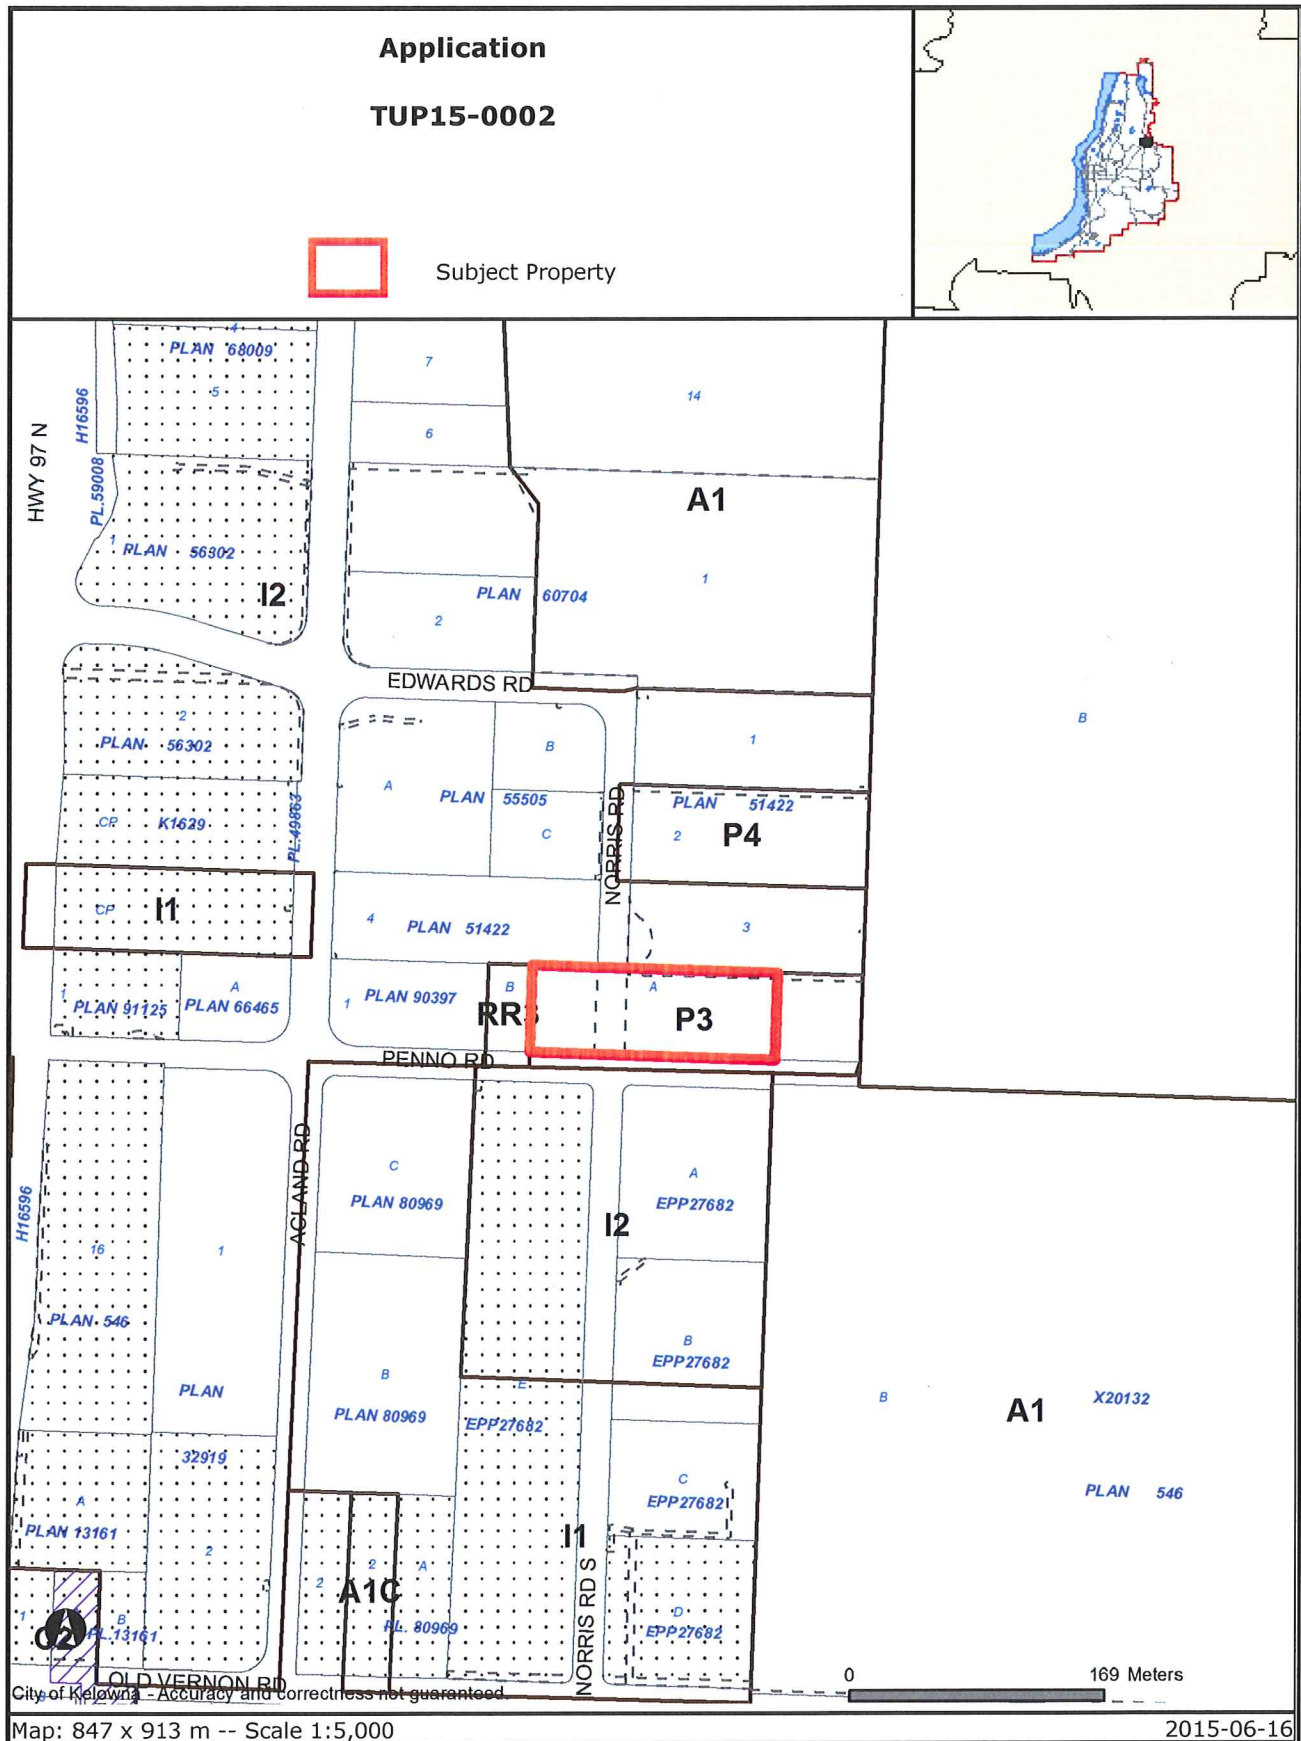 Application
TUP15-0002
Subject Property
4
PLAN 68009
5
7
6
14
H16596
HWY 97 N
PL.59008
A1
1
PLAN 56302
I2
1
PLAN 60704
2
EDWARDS RD
2
PLAN 56302
B
1
B
A
PLAN 55505
PLAN 51422
CP
K1629
PL.49863
C
NORRIS RD
2
P4
CP
I1
4
PLAN 51422
3
1
PLAN 91125
A
PLAN 66465
1
PLAN 90397
B
A
P3
PENNO RD
ACLAND RD
C
PLAN 80969
A
EPP27682
H16596
16
1
I2
PLAN 546
B
EPP27682
PLAN
B
PLAN 80969
E
EPP27682
B
A1
X20132
32919
C
EPP27682
PLAN 546
A
PLAN 13161
2
I1
2
2
A
A1C
NORRIS RD S
D
EPP27682
1
B
PL.13161
PL. 80969
OLD VERNON RD
0
169 Meters
City of Kelowna - Accuracy and correctness not guaranteed.
Map: 847 x 913 m -- Scale 1:5,000
2015-06-16